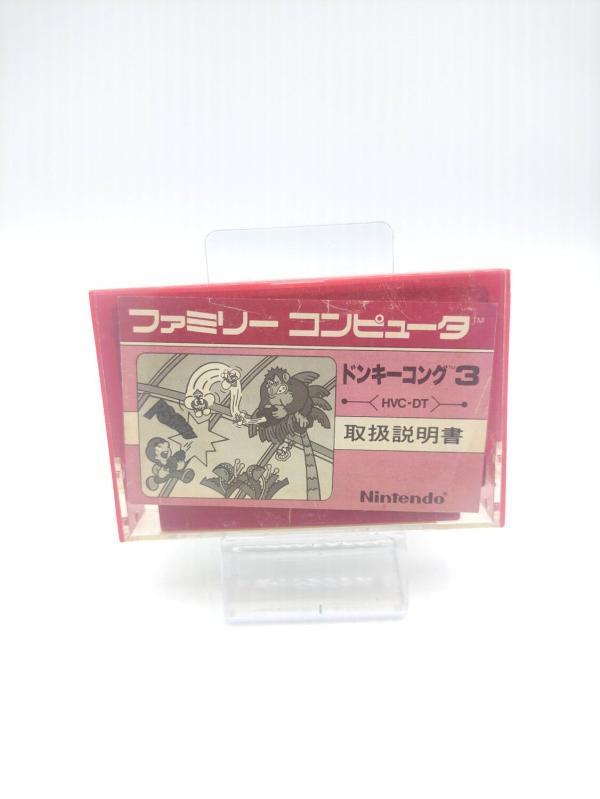 ファミリー コンピュータ™
ドンキーコング™3
HVC-DT
取扱説明書
Nintendo®